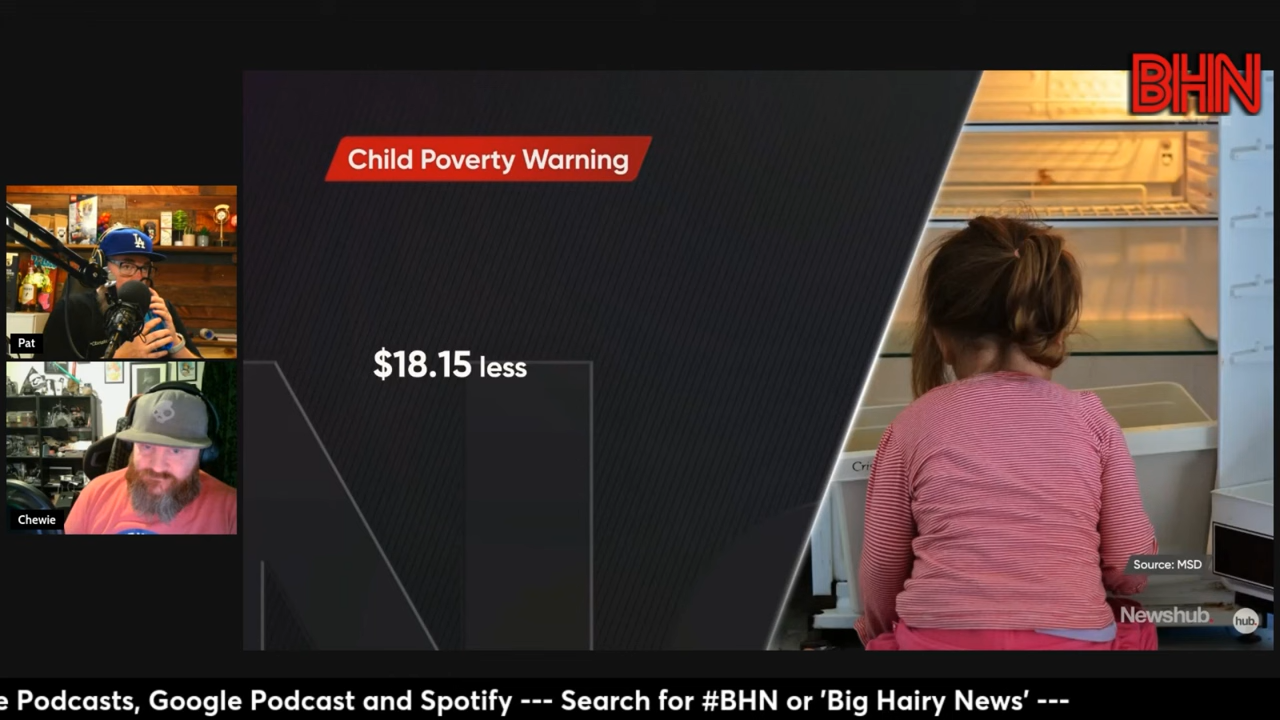 BHN
Child Poverty Warning
$18.15 less
Pat
Chewie
Source: MSD
Newshub.
hub.
e Podcasts, Google Podcast and Spotify --- Search for #BHN or 'Big Hairy News' ---